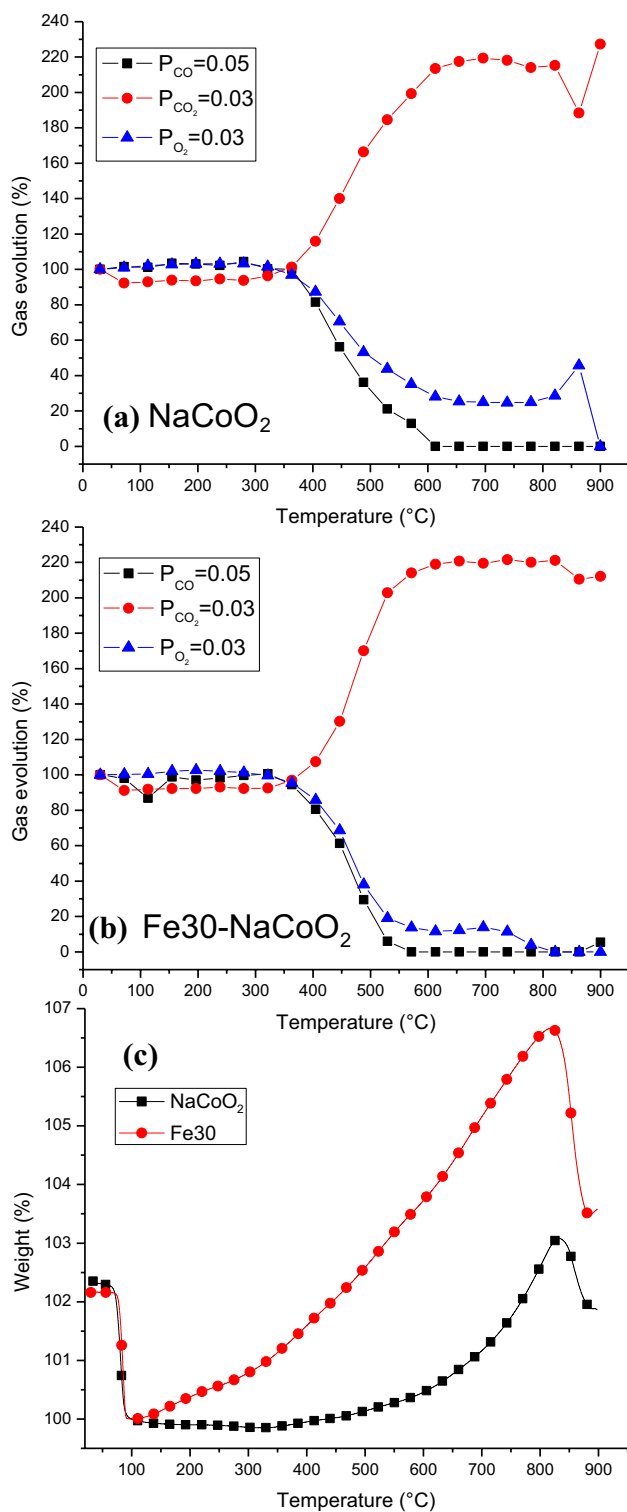 240
220
200
180
160
140
120
100
80
60
40
20
0
Gas evolution (%)
P_CO=0.05
P_CO₂=0.03
P_O₂=0.03
(a) NaCoO₂
0 100 200 300 400 500 600 700 800 900
Temperature (°C)
240
220
200
180
160
140
120
100
80
60
40
20
0
Gas evolution (%)
P_CO=0.05
P_CO₂=0.03
P_O₂=0.03
(b) Fe30-NaCoO₂
0 100 200 300 400 500 600 700 800 900
Temperature (°C)
107
106
105
104
103
102
101
100
Weight (%)
(c)
NaCoO₂
Fe30
100 200 300 400 500 600 700 800 900
Temperature (°C)